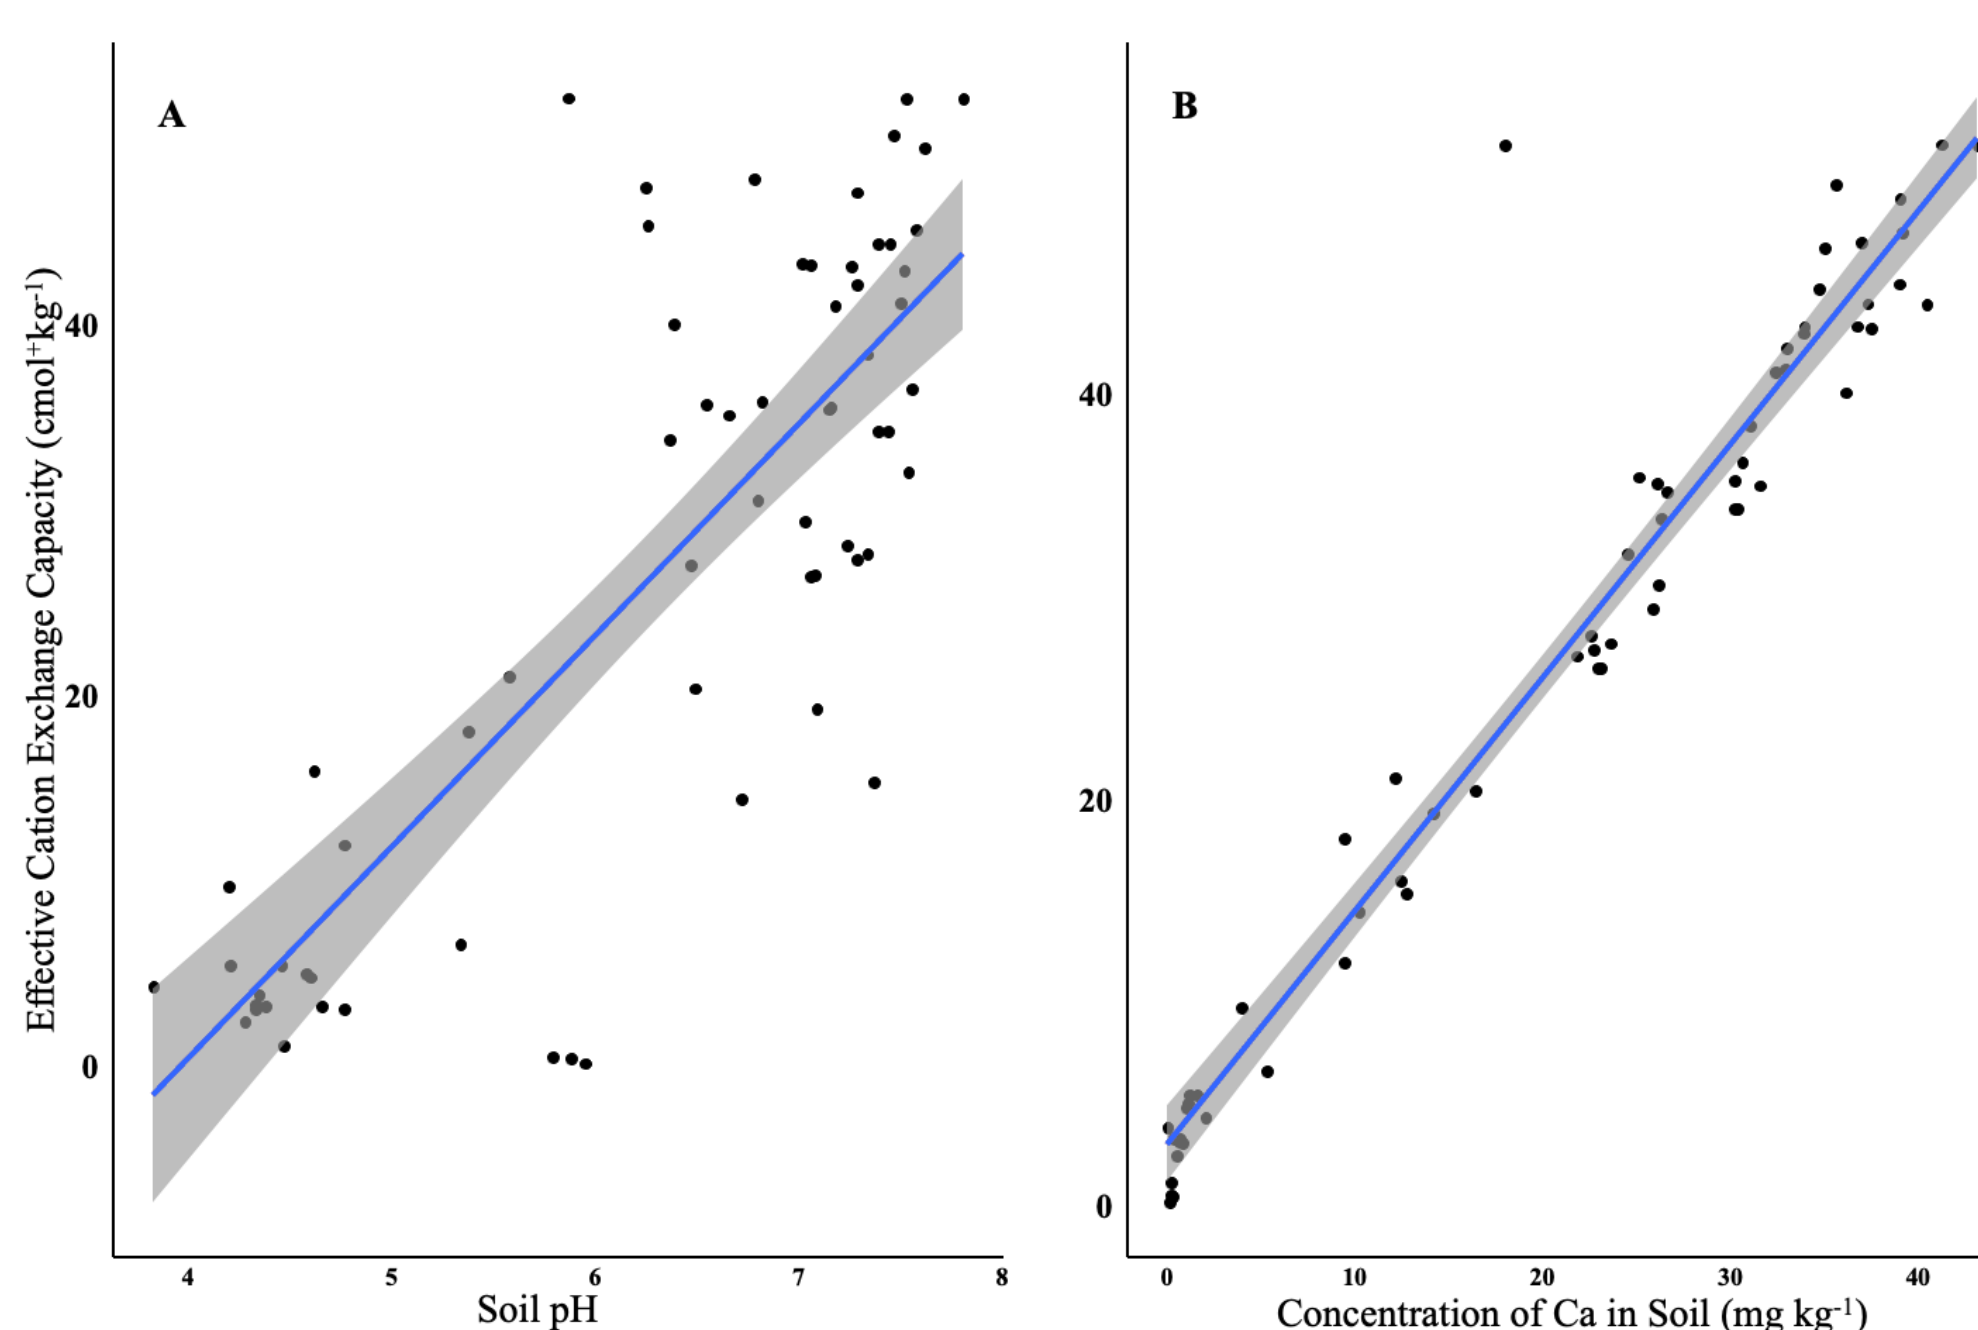 A
B
Effective Cation Exchange Capacity (cmol⁺kg⁻¹)
40
20
0
40
20
0
4 5 6 7 8
Soil pH
0 10 20 30 40
Concentration of Ca in Soil (mg kg⁻¹)